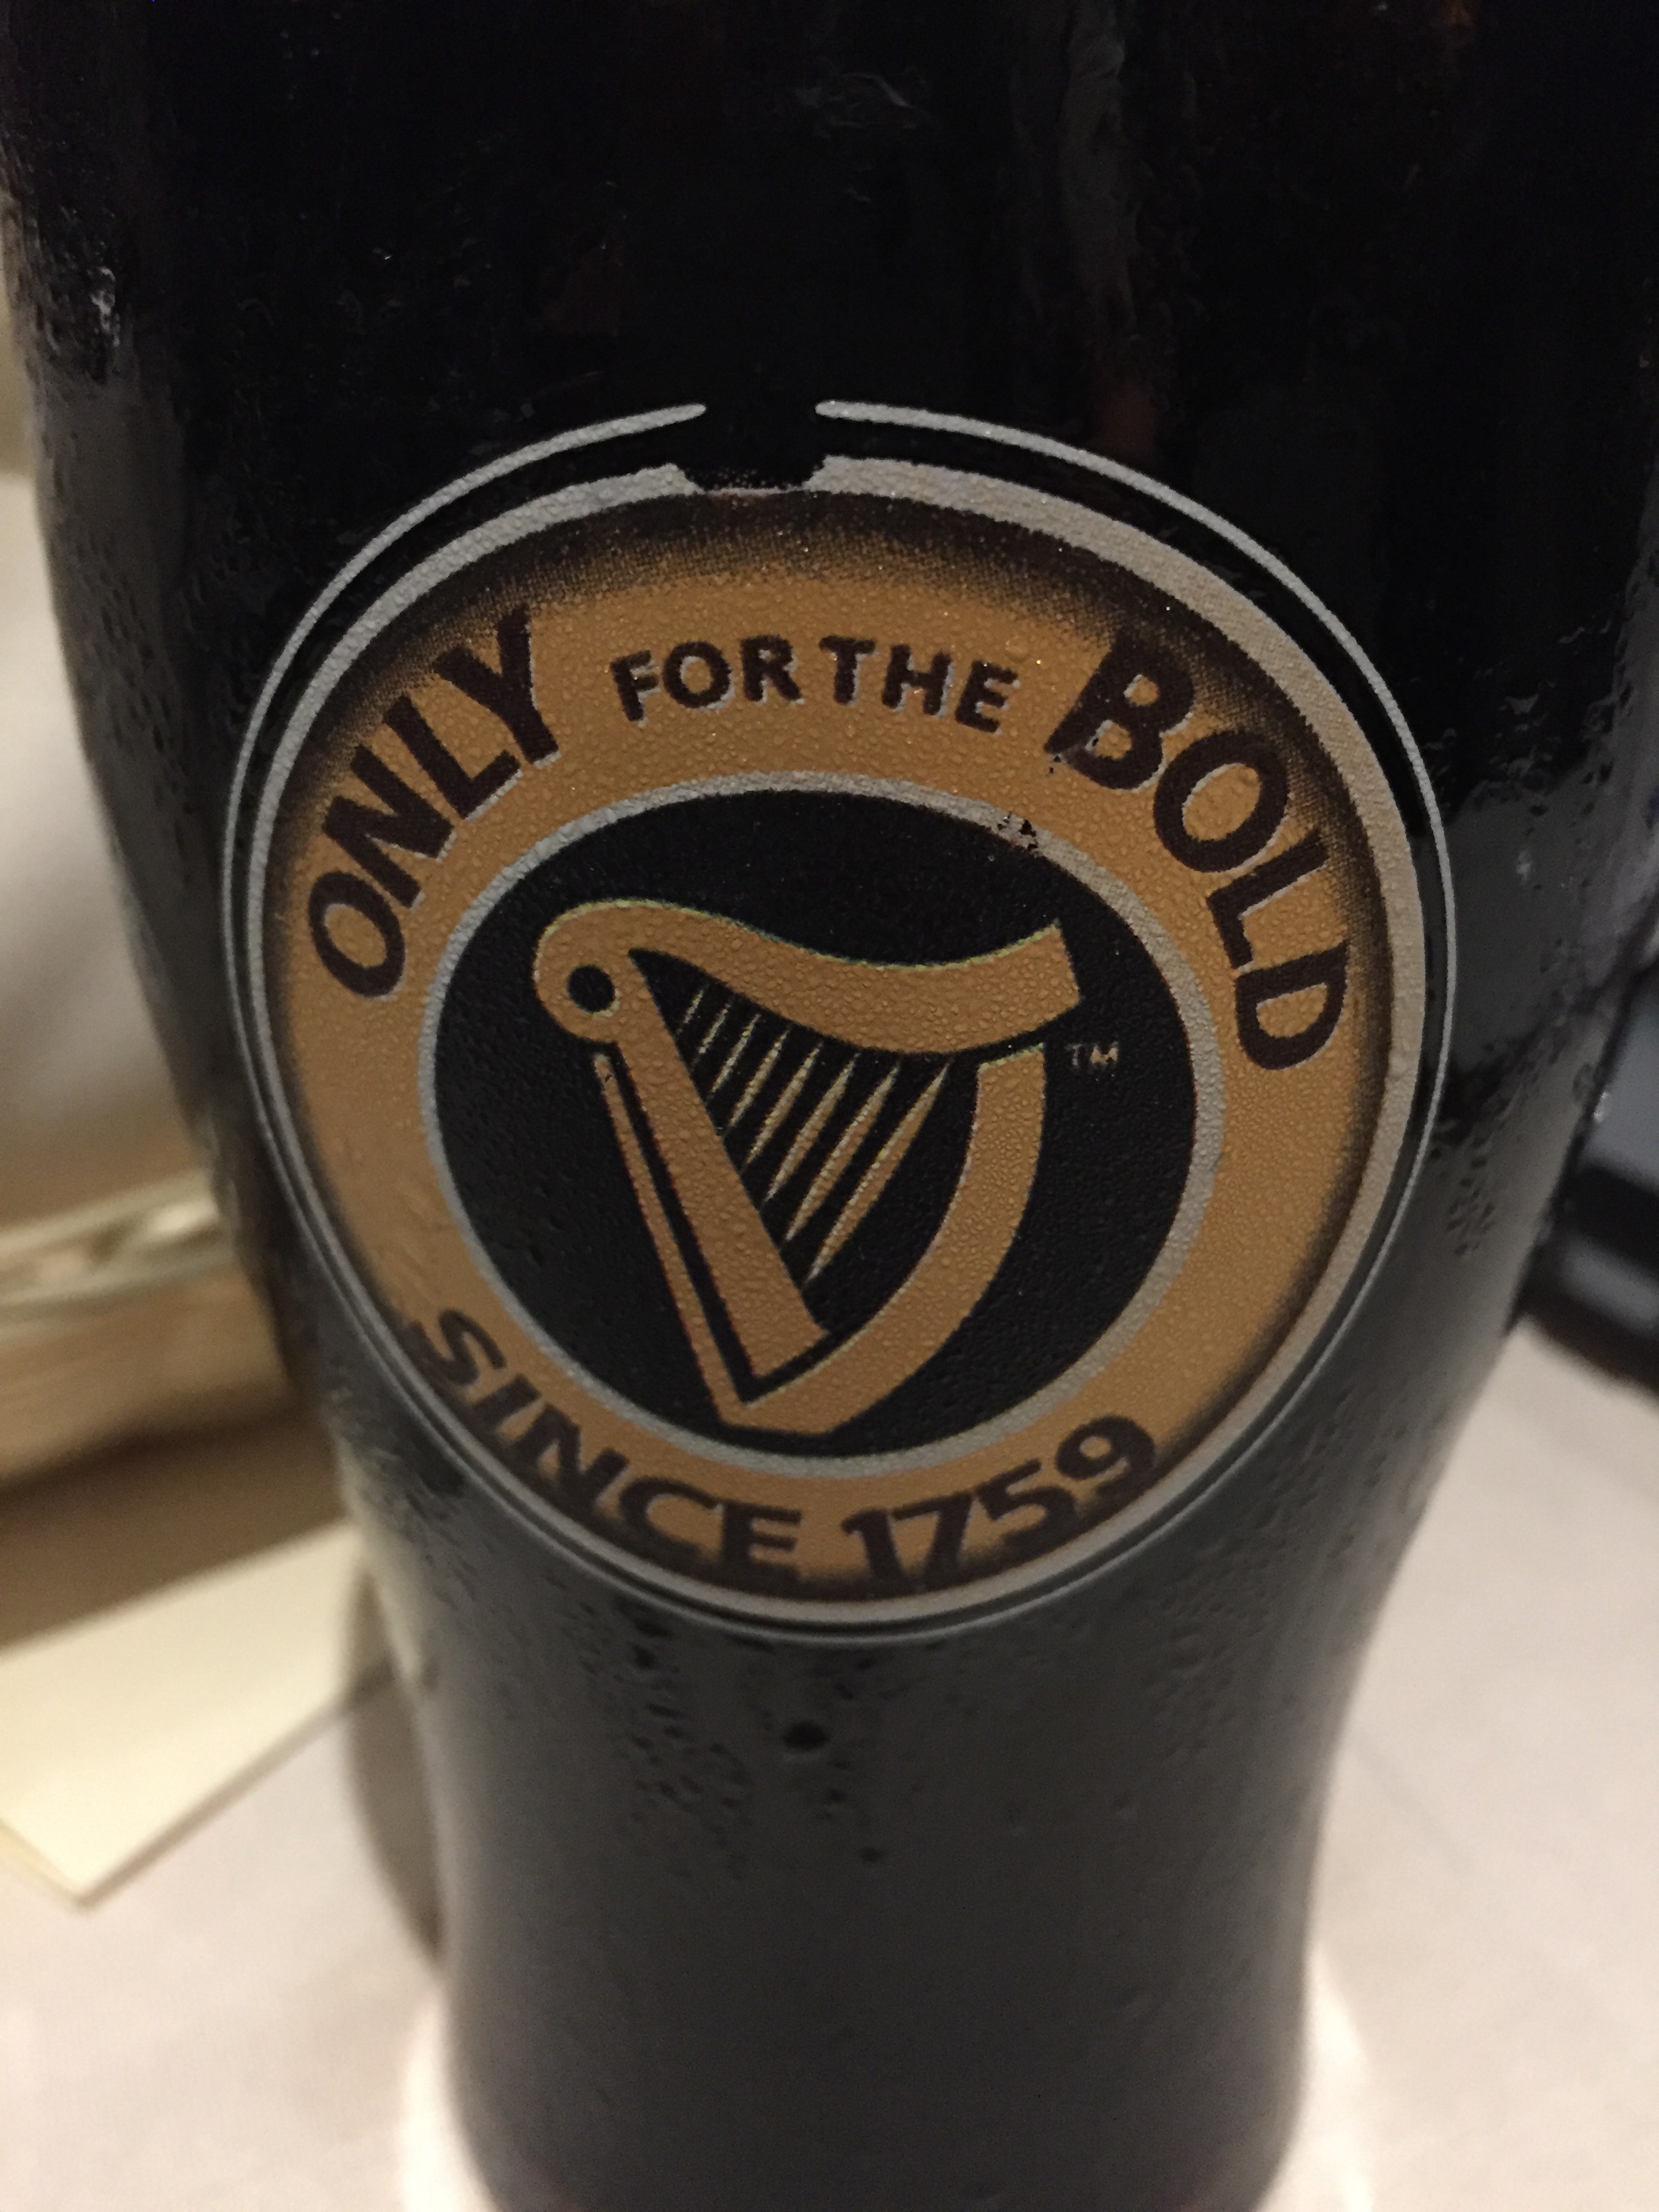 ONLY FOR THE BOLD
TM
SINCE 1759